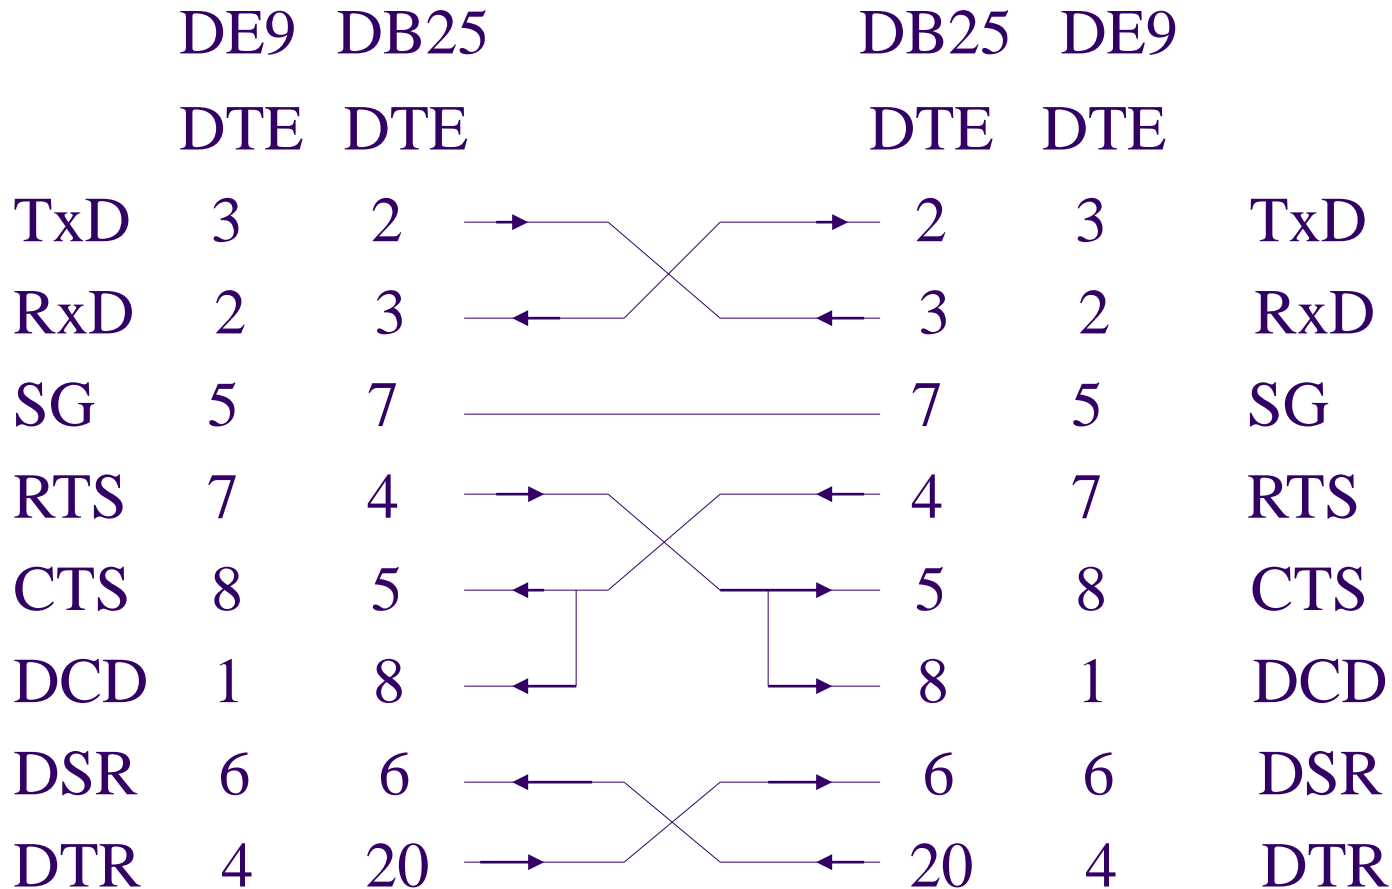 DE9 DB25 DB25 DE9
DTE DTE DTE DTE
TxD 3 2 2 3 TxD
RxD 2 3 3 2 RxD
SG 5 7 7 5 SG
RTS 7 4 4 7 RTS
CTS 8 5 5 8 CTS
DCD 1 8 8 1 DCD
DSR 6 6 6 6 DSR
DTR 4 20 20 4 DTR